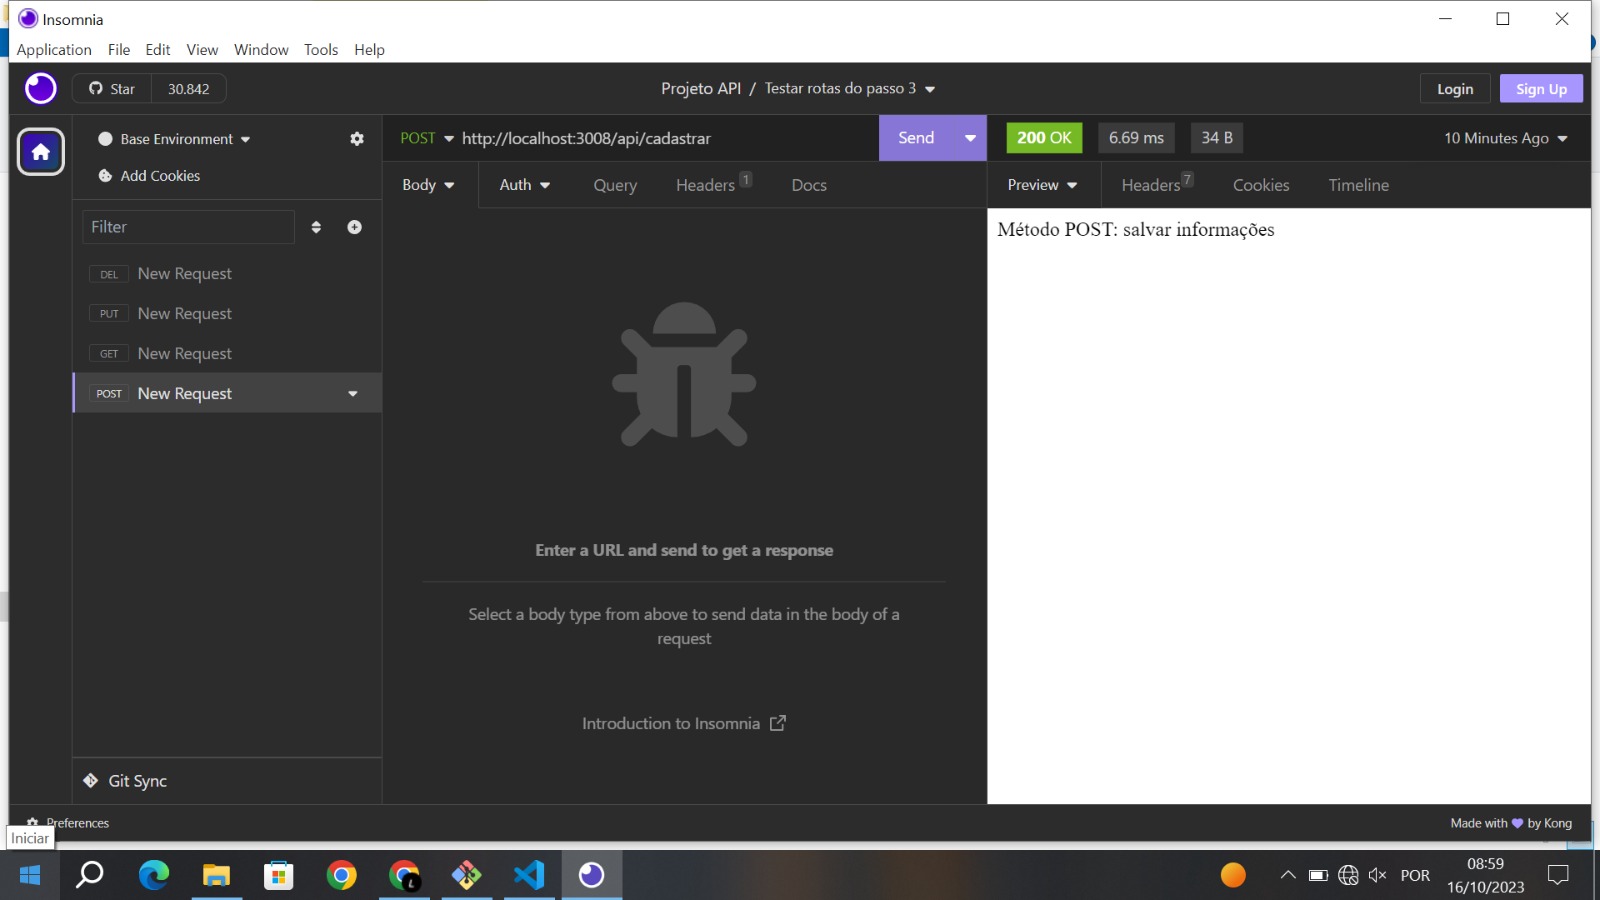 Insomnia
Application File Edit View Window Tools Help
Star 30.842
Projeto API / Testar rotas do passo 3
Login Sign Up
Base Environment
Add Cookies
Filter
DEL New Request
PUT New Request
GET New Request
POST New Request
Git Sync
POST http://localhost:3008/api/cadastrar Send
Body Auth Query Headers 1 Docs
Enter a URL and send to get a response
Select a body type from above to send data in the body of a
request
Introduction to Insomnia
200 OK 6.69 ms 34 B 10 Minutes Ago
Preview Headers 7 Cookies Timeline
Método POST: salvar informações
Preferences
Made with by Kong
Iniciar
L
POR
08:59
16/10/2023